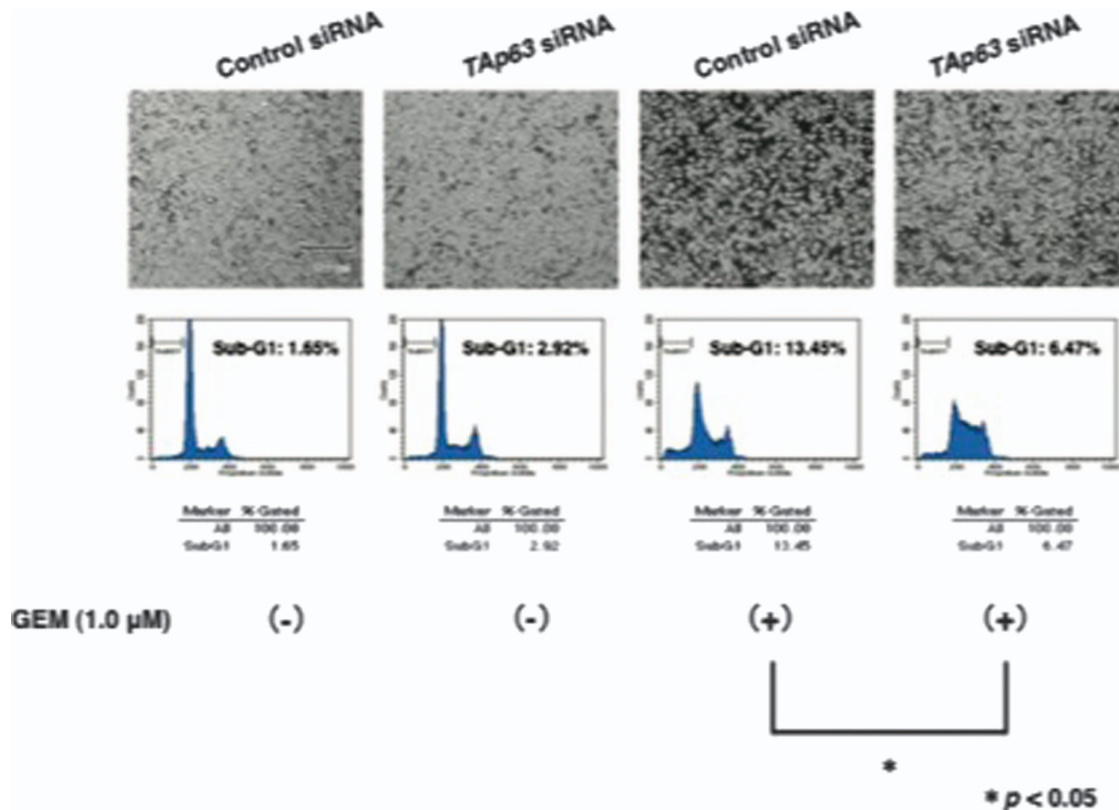 Control siRNA
TAp63 siRNA
Control siRNA
TAp63 siRNA
Sub-G1: 1.65%
Sub-G1: 2.92%
Sub-G1: 13.45%
Sub-G1: 6.47%
Marker % Gated
All 100.00
SubG1 1.65
Marker % Gated
All 100.00
SubG1 2.92
Marker % Gated
All 100.00
SubG1 13.45
Marker % Gated
All 100.00
SubG1 6.47
GEM (1.0 µM) (-) (-) (+) (+)
*
* p < 0.05